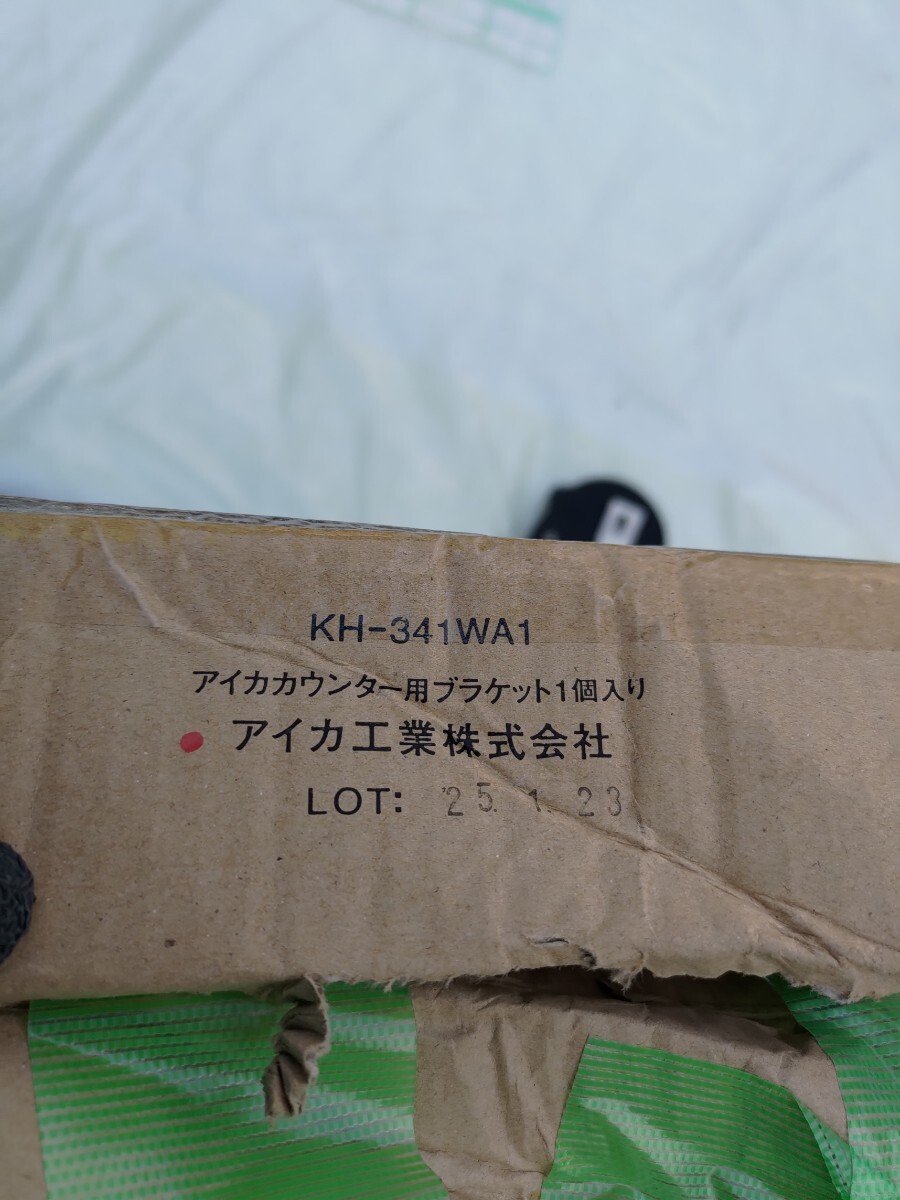 KH-341WA1
アイカカウンター用ブラケット1個入り
アイカ工業株式会社
LOT: '25. 1. 23